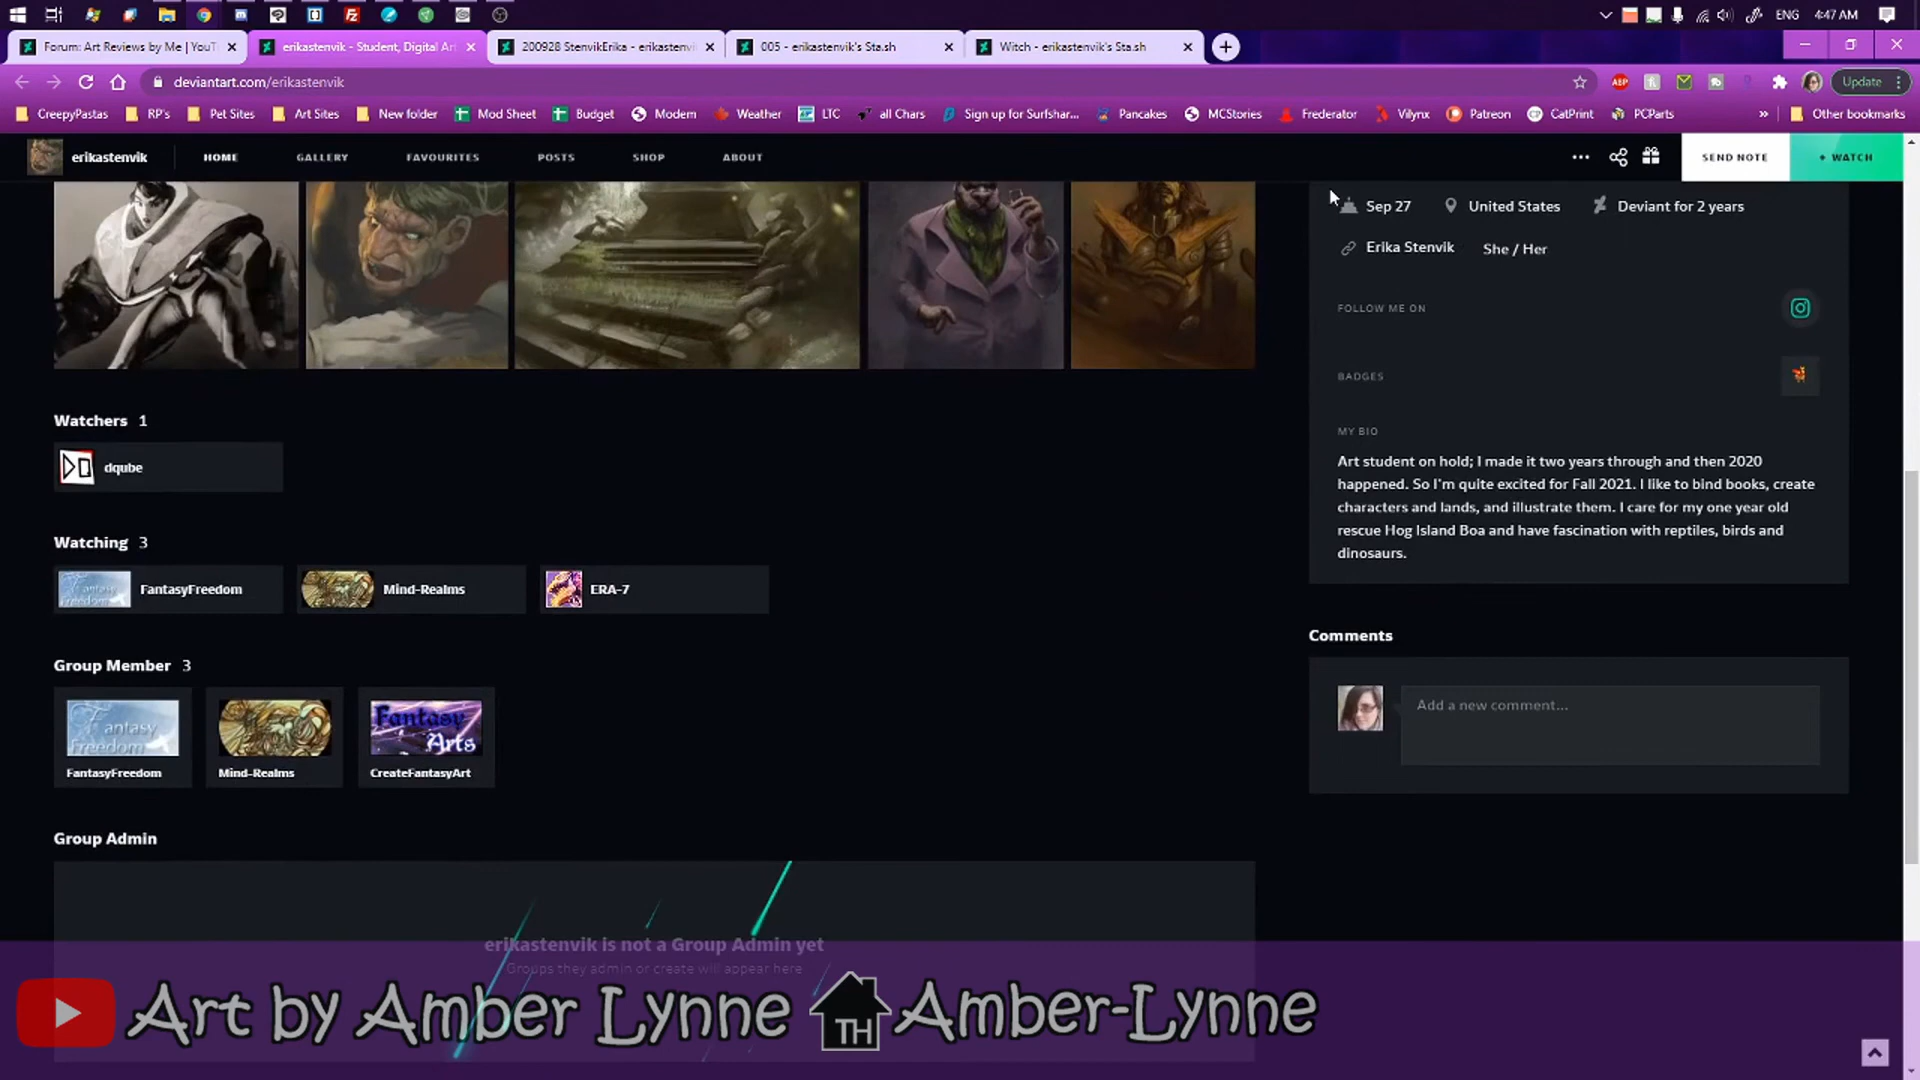 ENG 4:47 AM
Forum: Art Reviews by Me | YouT
erikastenvik - Student, Digital Art
200928 StenvikErika - erikastenvi
005 - erikastenvik's Sta.sh
Witch - erikastenvik's Sta.sh
deviantart.com/erikastenvik
ABP
Update
CreepyPastas RP's Pet Sites Art Sites New folder Mod Sheet Budget Modem Weather LTC all Chars Sign up for Surfshar... Pancakes MCStories Frederator Vilynx Patreon CatPrint PCParts » Other bookmarks
erikastenvik HOME GALLERY FAVOURITES POSTS SHOP ABOUT ... SEND NOTE + WATCH
Sep 27 United States Deviant for 2 years
Erika Stenvik She / Her
FOLLOW ME ON
BADGES
MY BIO
Art student on hold; I made it two years through and then 2020
happened. So I'm quite excited for Fall 2021. I like to bind books, create
characters and lands, and illustrate them. I care for my one year old
rescue Hog Island Boa and have fascination with reptiles, birds and
dinosaurs.
Watchers 1
dqube
Watching 3
FantasyFreedom
Mind-Realms
ERA-7
Group Member 3
Fantasy
Freedom
FantasyFreedom
Mind-Realms
Fantasy
Arts
CreateFantasyArt
Comments
Add a new comment...
Group Admin
erikastenvik is not a Group Admin yet
Groups they admin or create will appear here
Art by Amber Lynne TH Amber-Lynne